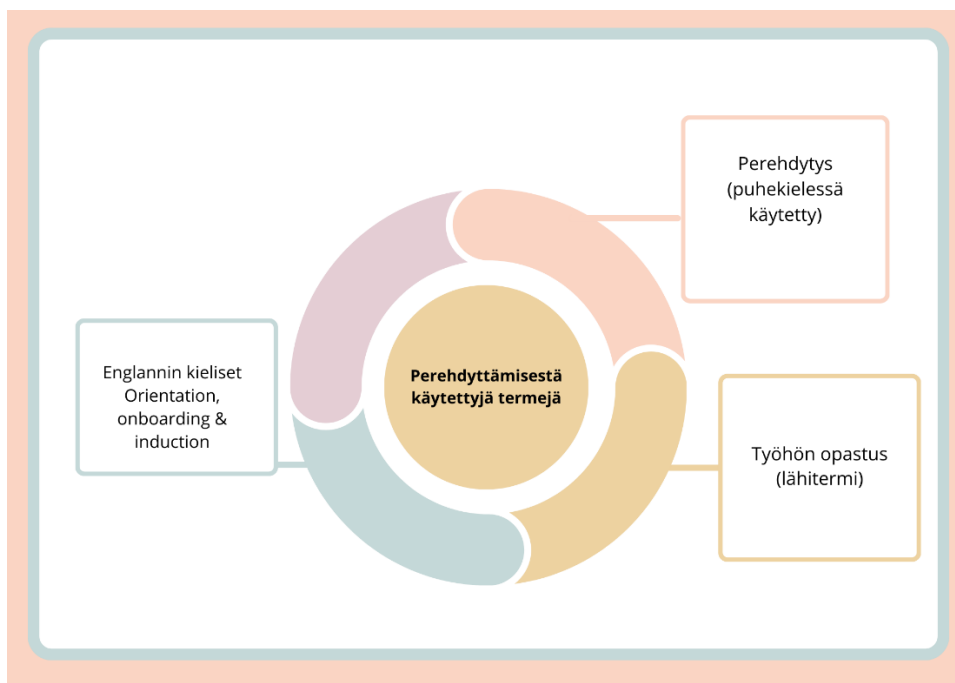 Perehdytys
(puhekielessä
käytetty)
Englannin kieliset
Orientation,
onboarding &
induction
Perehdyttämisestä
käytettyjä termejä
Työhön opastus
(lähitermi)